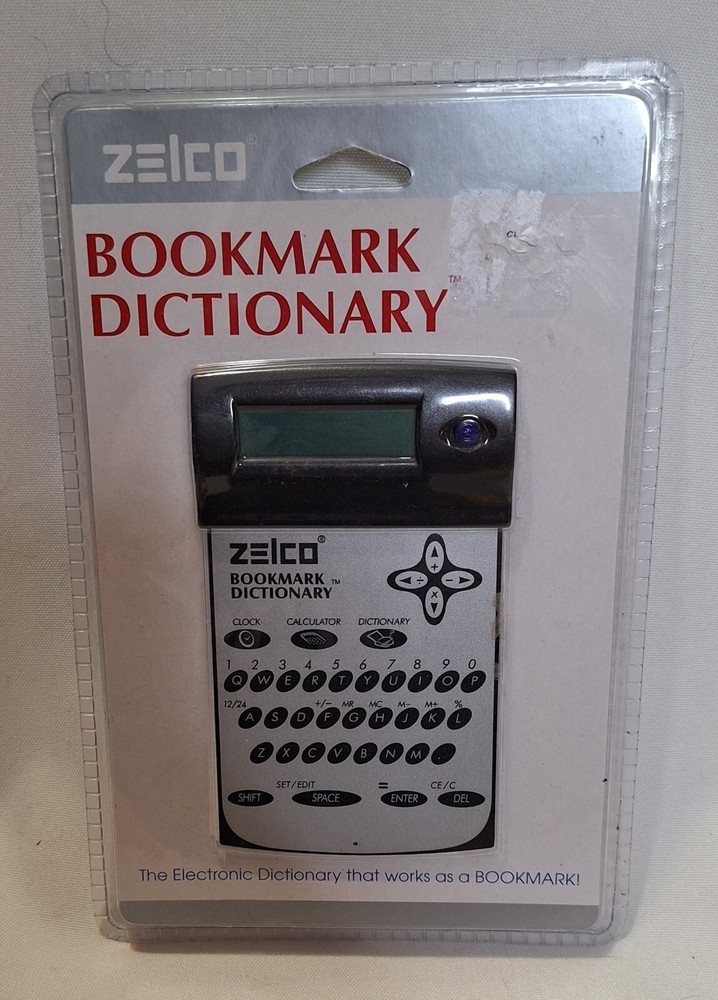 ZELCO®
BOOKMARK
DICTIONARY™
ZELCO®
BOOKMARK™
DICTIONARY
+
÷ −
×
CLOCK CALCULATOR DICTIONARY
1 2 3 4 5 6 7 8 9 0
Q W E R T Y U I O P
12/24 +/− MR MC M− M+ %
A S D F G H J K L
Z X C V B N M .
SET/EDIT = CE/C
SHIFT SPACE ENTER DEL
The Electronic Dictionary that works as a BOOKMARK!